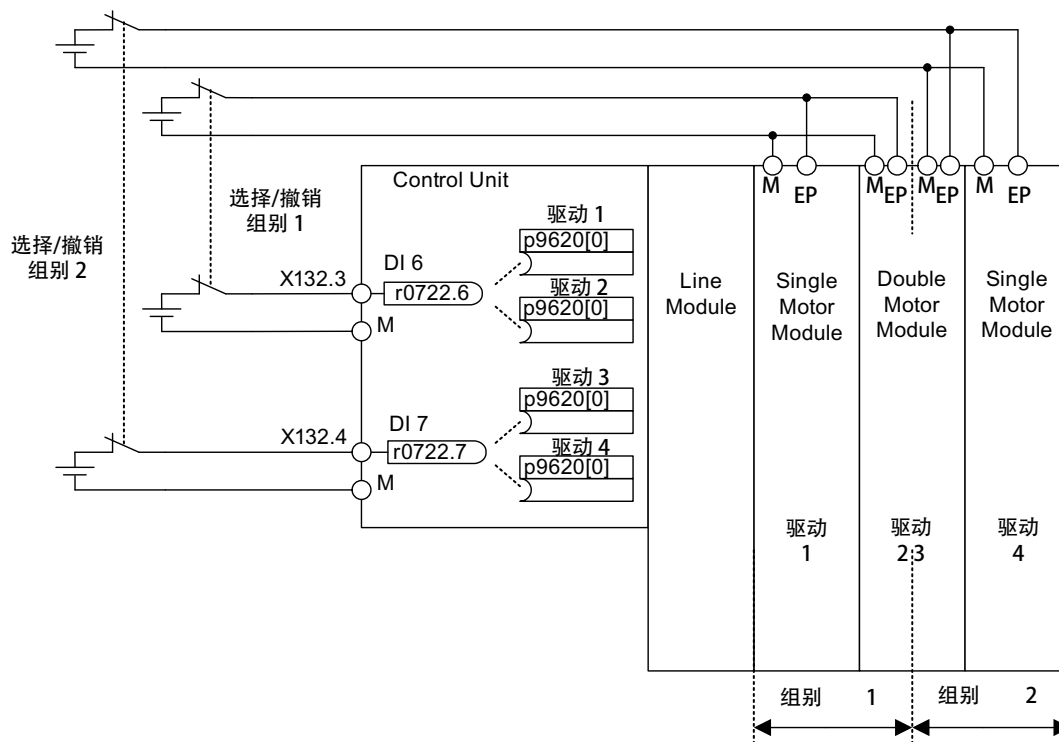 选择/撤销
组别 2
选择/撤销
组别 1
Control Unit
X132.3
DI 6
r0722.6
M
驱动 1
p9620[0]
驱动 2
p9620[0]
X132.4
DI 7
r0722.7
M
驱动 3
p9620[0]
驱动 4
p9620[0]
M
EP
M
EP
M
EP
M
EP
Line
Module
Single
Motor
Module
Double
Motor
Module
Single
Motor
Module
驱动
1
驱动
2 3
驱动
4
组别 1
组别 2